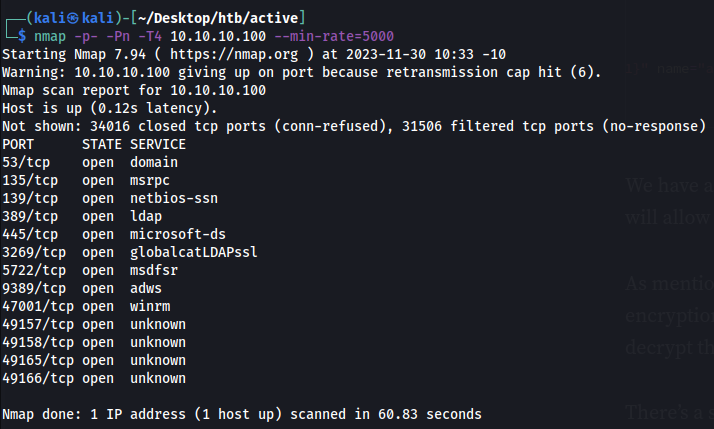 ┌──(kali㉿kali)-[~/Desktop/htb/active]
└─$ nmap -p- -Pn -T4 10.10.10.100 --min-rate=5000
Starting Nmap 7.94 ( https://nmap.org ) at 2023-11-30 10:33 -10
Warning: 10.10.10.100 giving up on port because retransmission cap hit (6).
Nmap scan report for 10.10.10.100
Host is up (0.12s latency).
Not shown: 34016 closed tcp ports (conn-refused), 31506 filtered tcp ports (no-response)
PORT      STATE SERVICE
53/tcp    open  domain
135/tcp   open  msrpc
139/tcp   open  netbios-ssn
389/tcp   open  ldap
445/tcp   open  microsoft-ds
3269/tcp  open  globalcatLDAPssl
5722/tcp  open  msdfsr
9389/tcp  open  adws
47001/tcp open  winrm
49157/tcp open  unknown
49158/tcp open  unknown
49165/tcp open  unknown
49166/tcp open  unknown
Nmap done: 1 IP address (1 host up) scanned in 60.83 seconds
name=
We have a
will allow
As mentio
encryption
decrypt th
There's a s